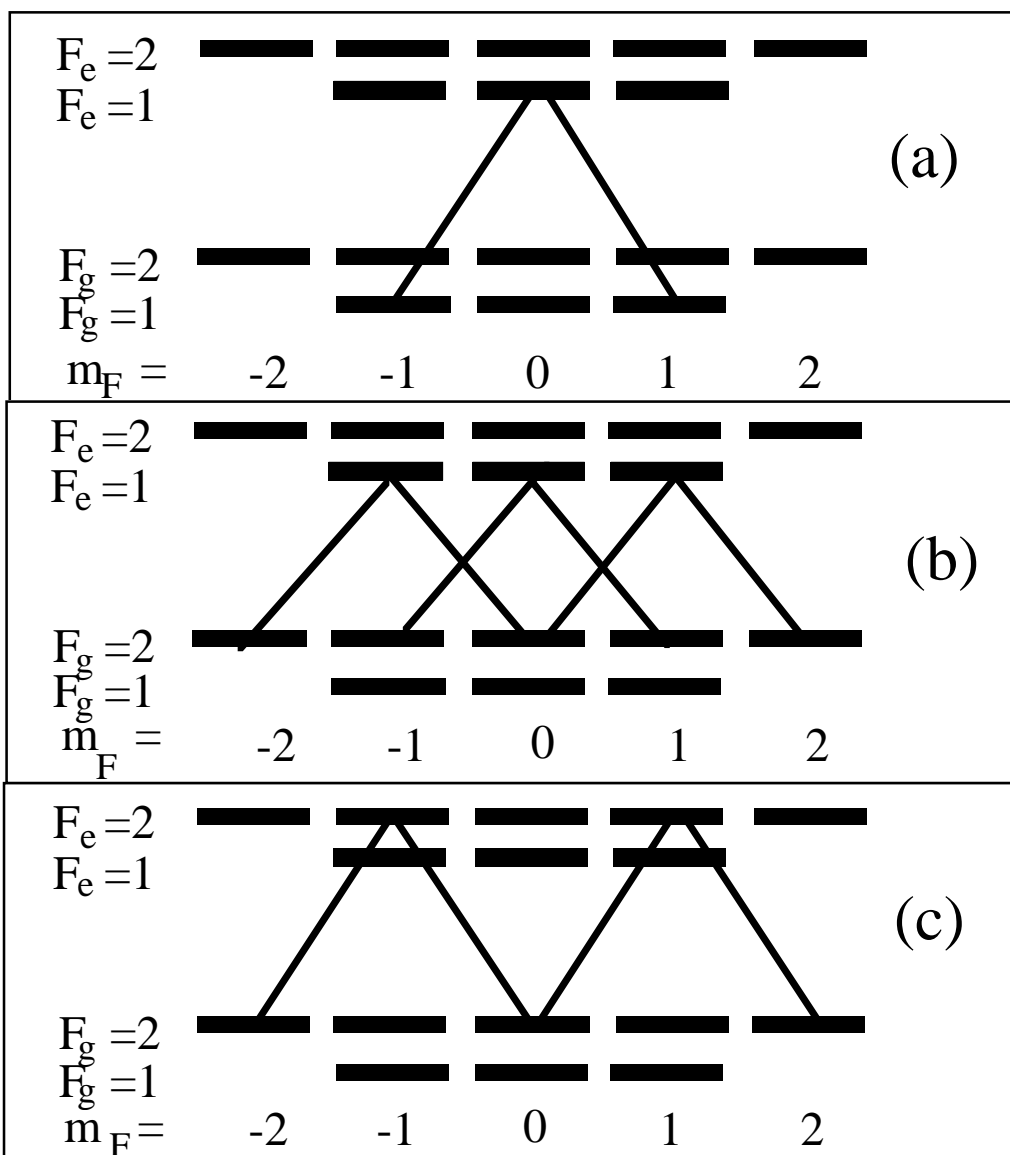 F_e =2
F_e =1
(a)
F_g =2
F_g =1
m_F = -2 -1 0 1 2
F_e =2
F_e =1
(b)
F_g =2
F_g =1
m_F = -2 -1 0 1 2
F_e =2
F_e =1
(c)
F_g =2
F_g =1
m_F = -2 -1 0 1 2